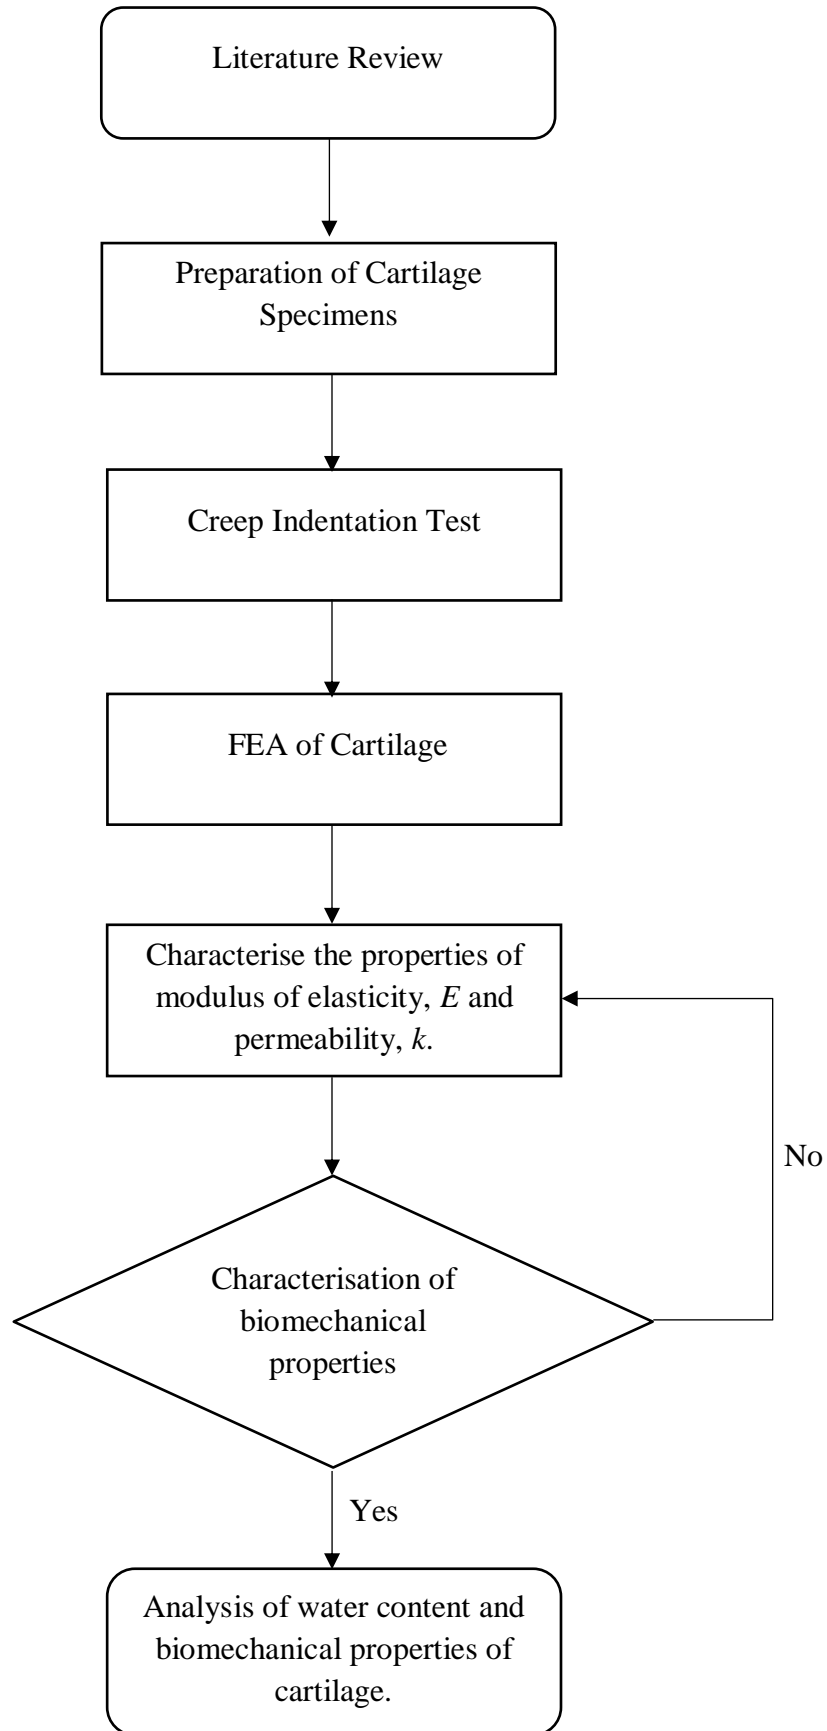 Literature Review
Preparation of Cartilage
Specimens
Creep Indentation Test
FEA of Cartilage
Characterise the properties of
modulus of elasticity, E and
permeability, k.
No
Characterisation of
biomechanical
properties
Yes
Analysis of water content and
biomechanical properties of
cartilage.